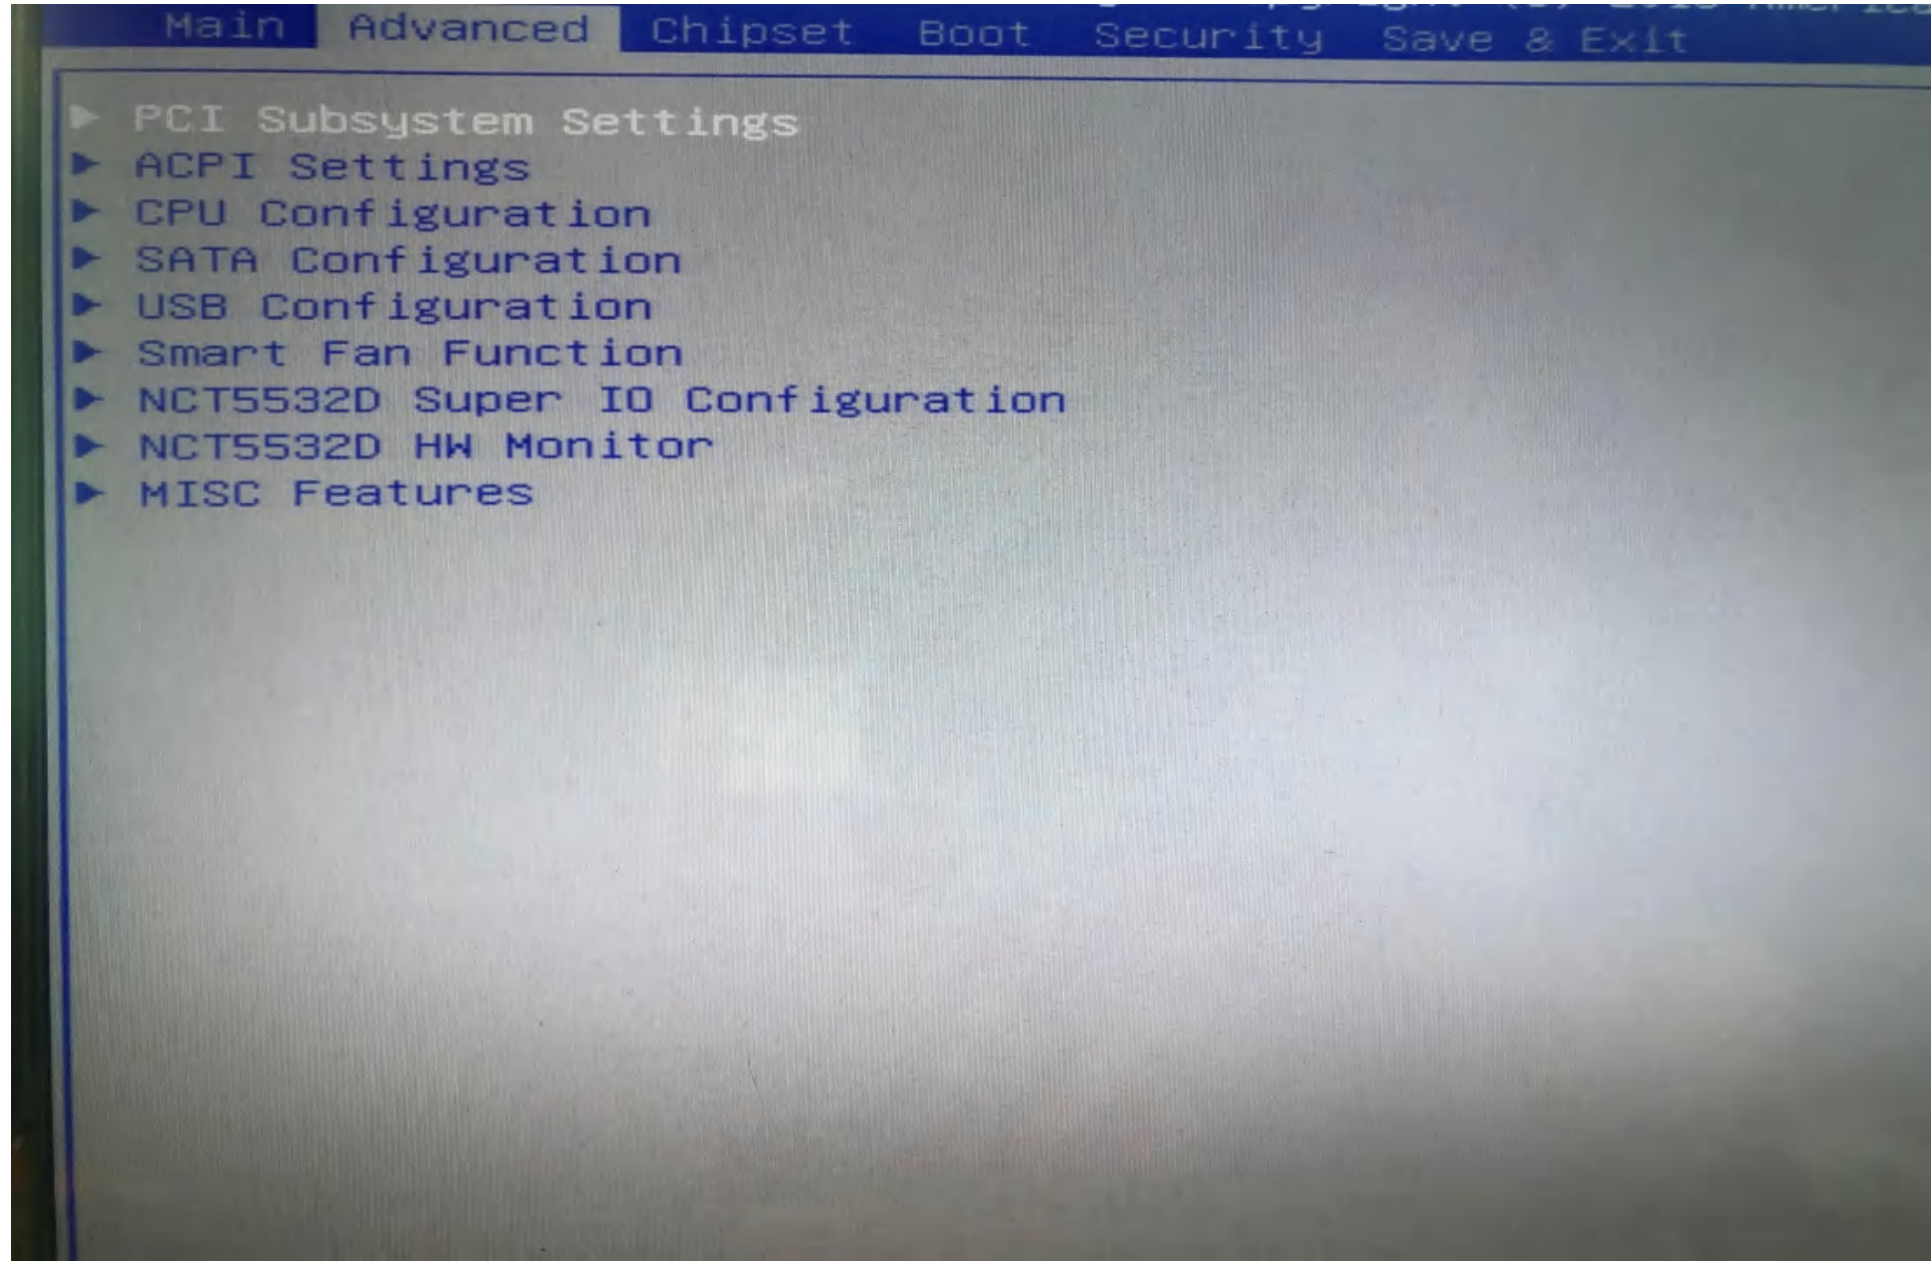 Main Advanced Chipset Boot Security Save & Exit
▶ PCI Subsystem Settings
▶ ACPI Settings
▶ CPU Configuration
▶ SATA Configuration
▶ USB Configuration
▶ Smart Fan Function
▶ NCT5532D Super IO Configuration
▶ NCT5532D HW Monitor
▶ MISC Features